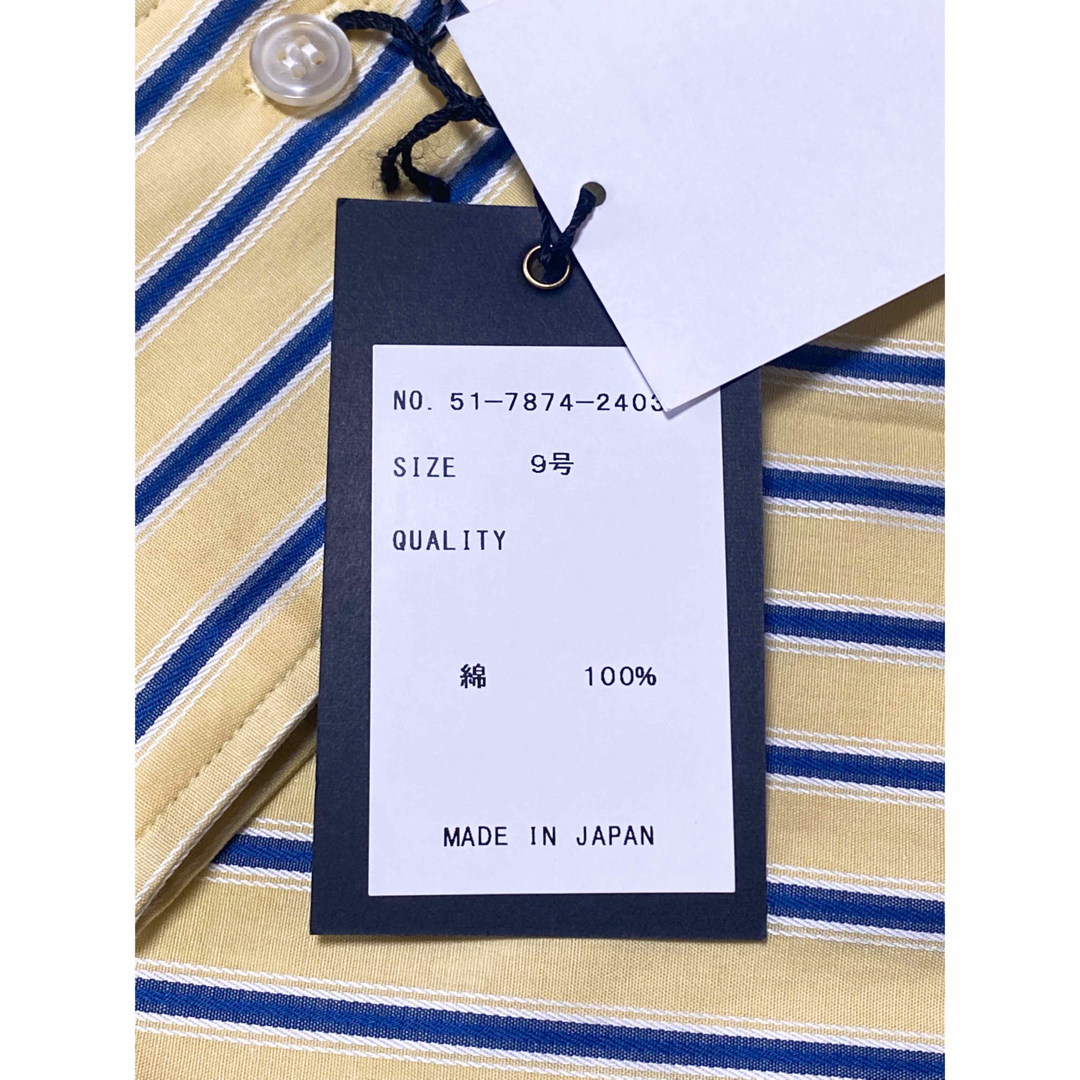 NO. 51-7874-2403
SIZE 9号
QUALITY
綿 100%
MADE IN JAPAN